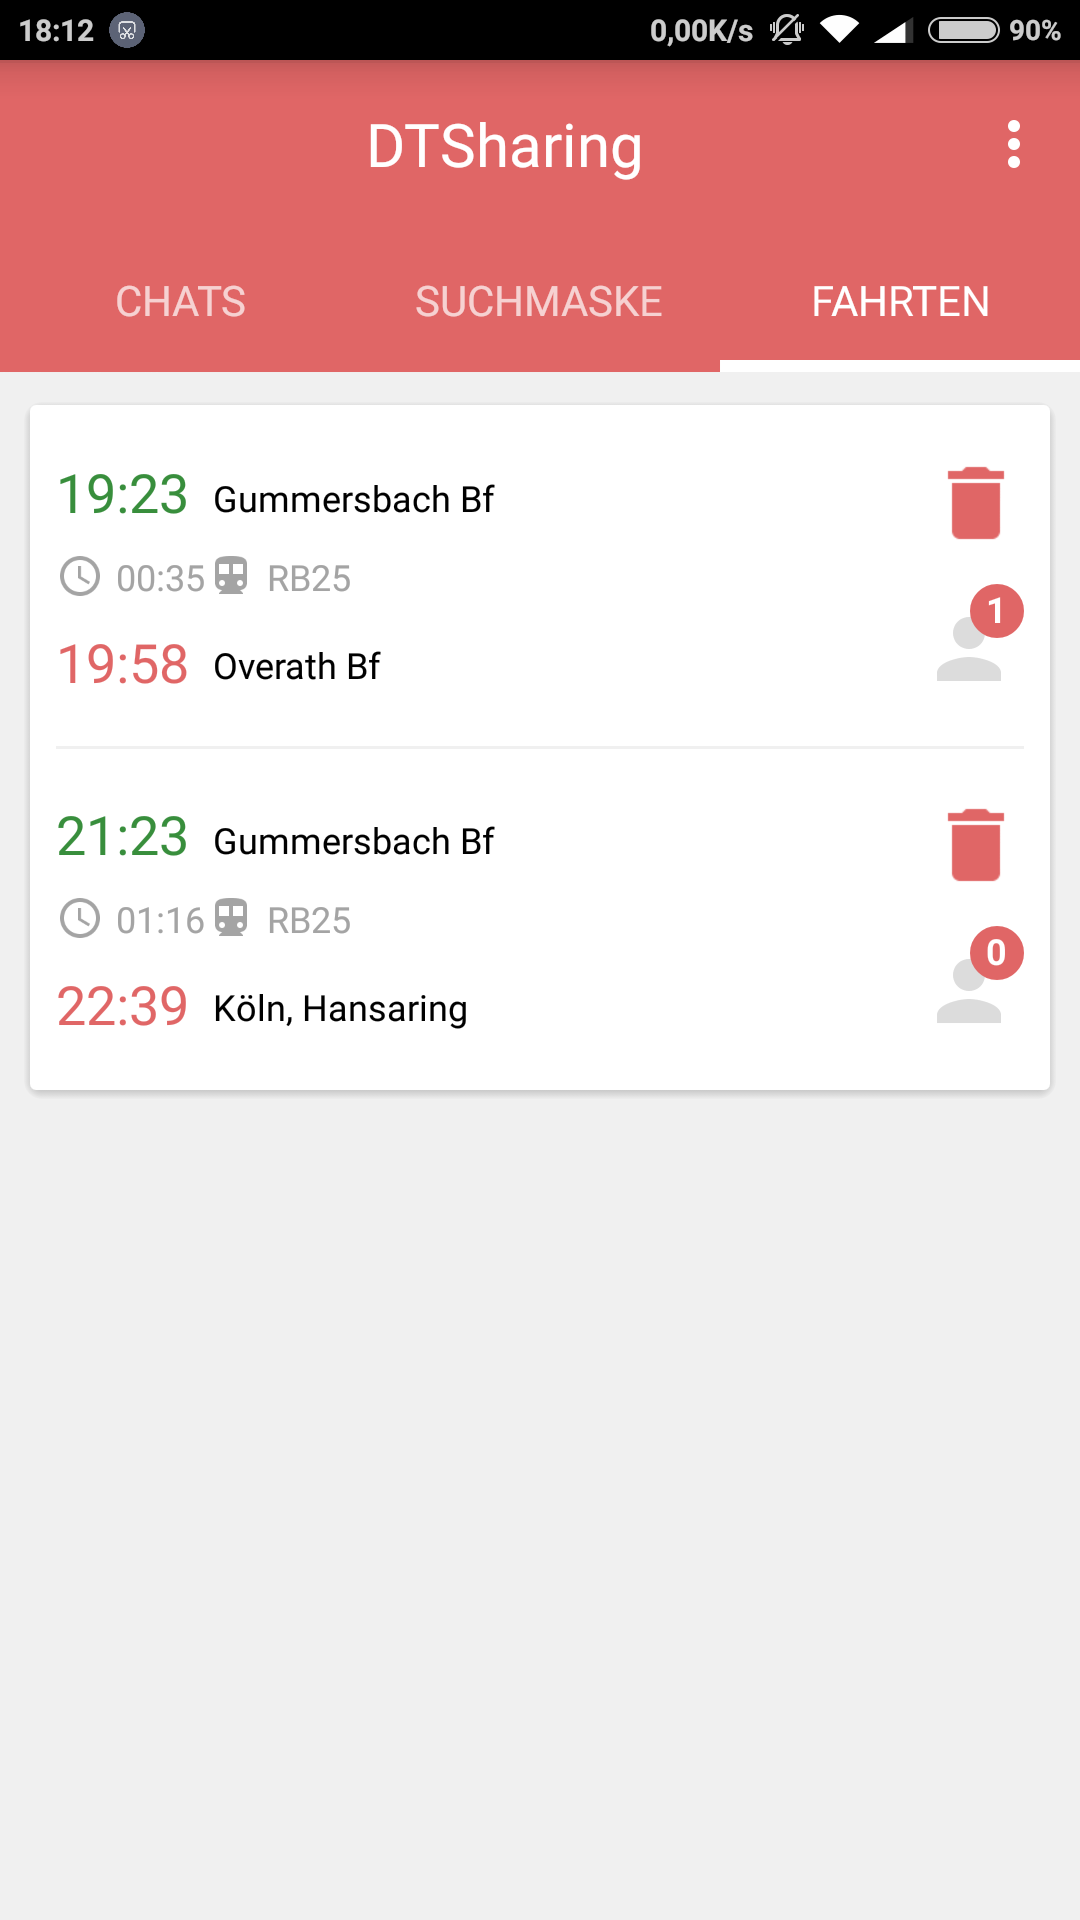 18:12 0,00K/s 90%
DTSharing
CHATS SUCHMASKE FAHRTEN
19:23 Gummersbach Bf
00:35 RB25
1
19:58 Overath Bf
21:23 Gummersbach Bf
01:16 RB25
0
22:39 Köln, Hansaring